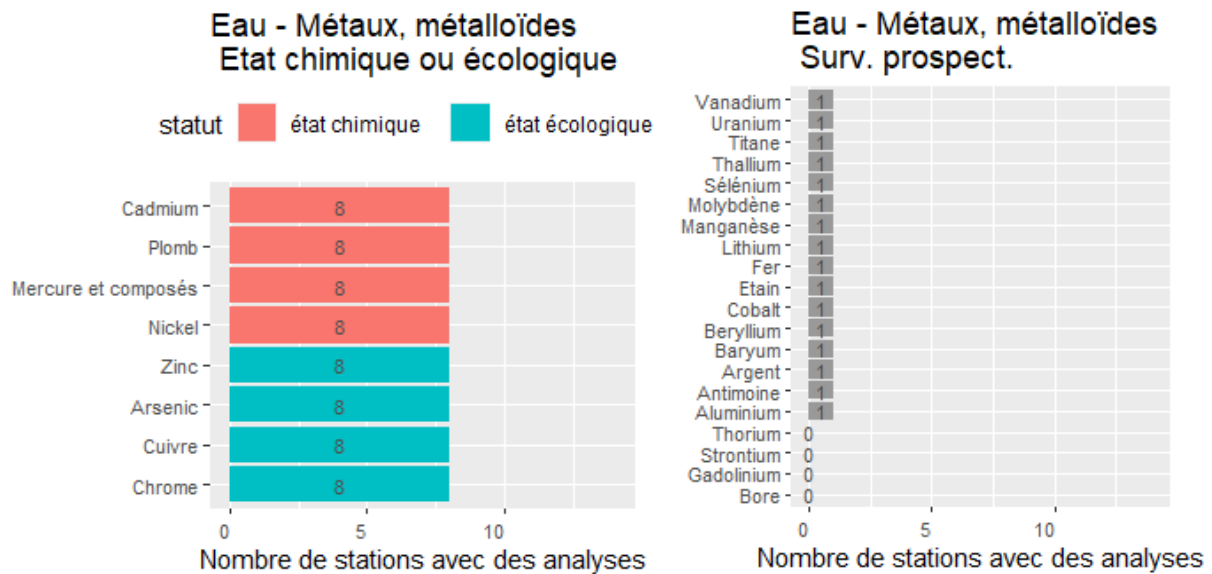 Eau - Métaux, métalloïdes
Etat chimique ou écologique
statut état chimique état écologique
Cadmium 8
Plomb 8
Mercure et composés 8
Nickel 8
Zinc 8
Arsenic 8
Cuivre 8
Chrome 8
0 5 10
Nombre de stations avec des analyses
Eau - Métaux, métalloïdes
Surv. prospect.
Vanadium 1
Uranium 1
Titane 1
Thallium 1
Sélénium 1
Molybdène 1
Manganèse 1
Lithium 1
Fer 1
Etain 1
Cobalt 1
Beryllium 1
Baryum 1
Argent 1
Antimoine 1
Aluminium 1
Thorium 0
Strontium 0
Gadolinium 0
Bore 0
0 5 10
Nombre de stations avec des analyses